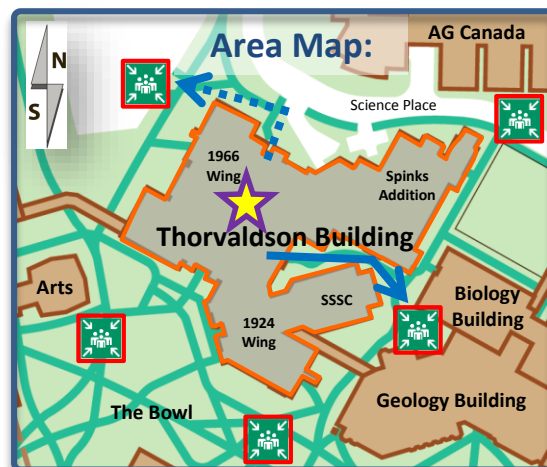 Area Map:
AG Canada
N
S
Science Place
1966
Wing
Spinks
Addition
Thorvaldson Building
Arts
SSSC
Biology
Building
1924
Wing
The Bowl
Geology Building